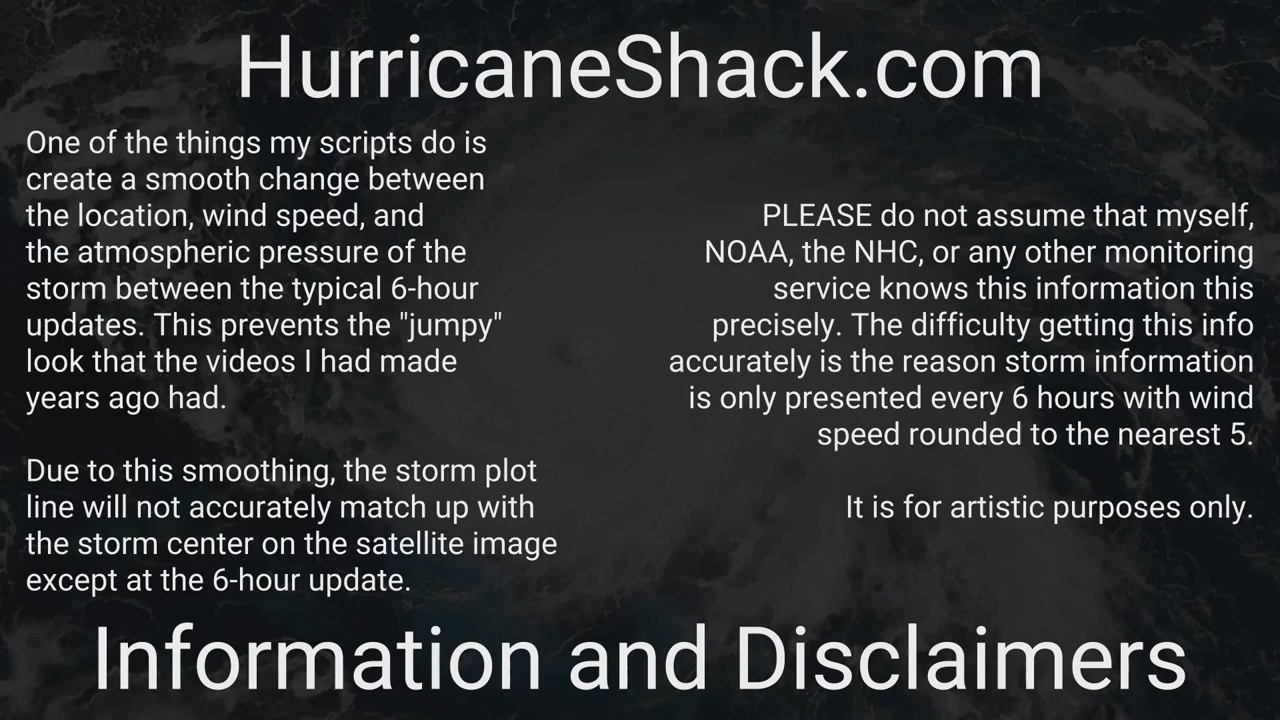 HurricaneShack.com
One of the things my scripts do is
create a smooth change between
the location, wind speed, and
the atmospheric pressure of the
storm between the typical 6-hour
updates. This prevents the "jumpy"
look that the videos I had made
years ago had.
Due to this smoothing, the storm plot
line will not accurately match up with
the storm center on the satellite image
except at the 6-hour update.
PLEASE do not assume that myself,
NOAA, the NHC, or any other monitoring
service knows this information this
precisely. The difficulty getting this info
accurately is the reason storm information
is only presented every 6 hours with wind
speed rounded to the nearest 5.
It is for artistic purposes only.
Information and Disclaimers